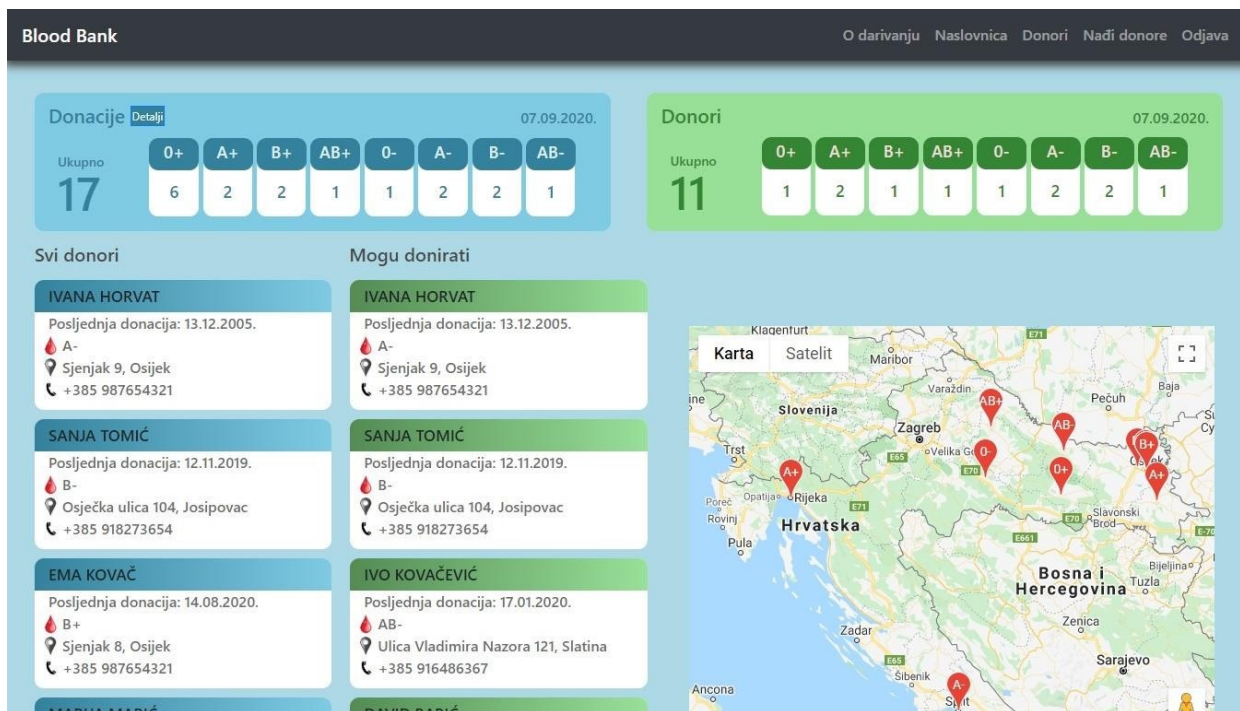 Blood Bank
O darivanju Naslovnica Donori Nađi donore Odjava
Donacije Detalji 07.09.2020.
Ukupno
17
0+ A+ B+ AB+ 0- A- B- AB-
6 2 2 1 1 2 2 1
Donori 07.09.2020.
Ukupno
11
0+ A+ B+ AB+ 0- A- B- AB-
1 2 1 1 1 2 2 1
Svi donori
IVANA HORVAT
Posljednja donacija: 13.12.2005.
A-
Sjenjak 9, Osijek
+385 987654321
SANJA TOMIĆ
Posljednja donacija: 12.11.2019.
B-
Osječka ulica 104, Josipovac
+385 918273654
EMA KOVAČ
Posljednja donacija: 14.08.2020.
B+
Sjenjak 8, Osijek
+385 987654321
Mogu donirati
IVANA HORVAT
Posljednja donacija: 13.12.2005.
A-
Sjenjak 9, Osijek
+385 987654321
SANJA TOMIĆ
Posljednja donacija: 12.11.2019.
B-
Osječka ulica 104, Josipovac
+385 918273654
IVO KOVAČEVIĆ
Posljednja donacija: 17.01.2020.
AB-
Ulica Vladimira Nazora 121, Slatina
+385 916486367
Klagenfurt
E71
Karta Satelit
Maribor
Varaždin
Pečuh
Baja
AB+
Slovenija
Zagreb
AB-
B+
Trst
E65
Velika
0-
E70
0+
A+
A+
Poreč
Opatija
Rijeka
E71
Slavonski
Brod
E70
Rovinj
Hrvatska
Pula
E661
Bosna i
Hercegovina
Bijeljina
Tuzla
Zenica
Zadar
E65
Sarajevo
Šibenik
A-
Ancona
Split